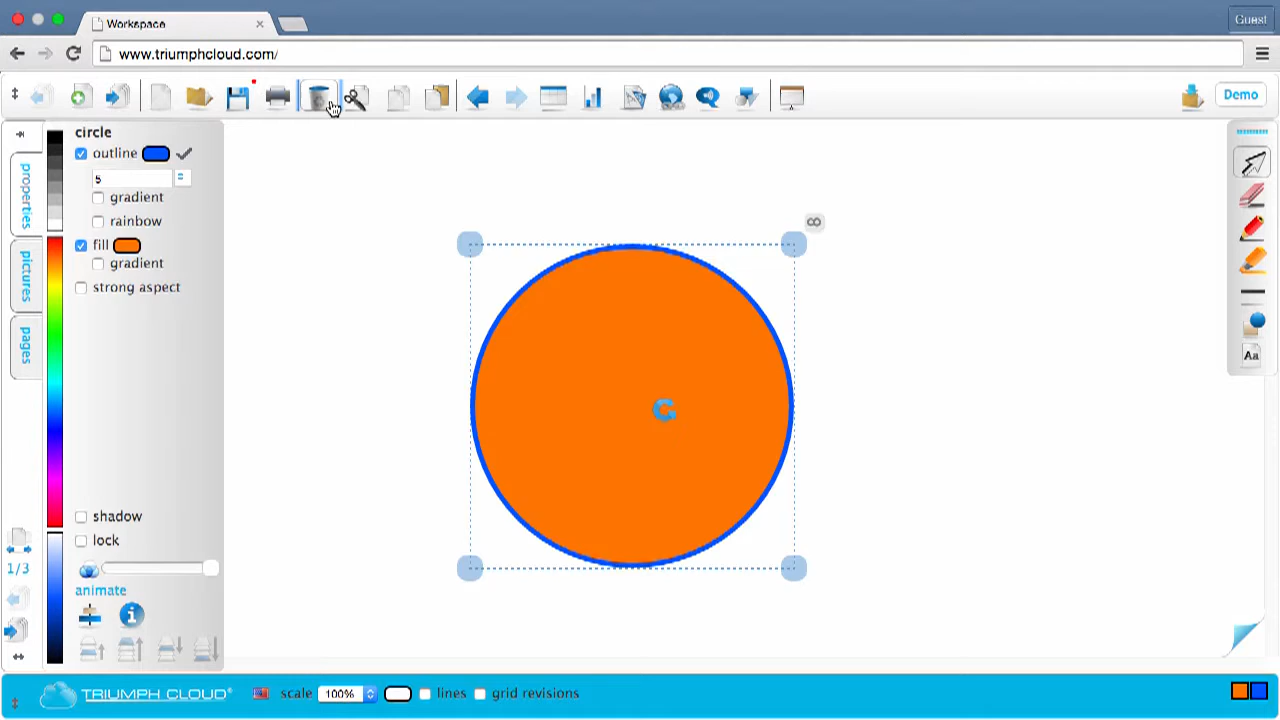 Workspace
Guest
www.triumphcloud.com/
Demo
circle
outline
5
gradient
rainbow
fill
gradient
strong aspect
properties
pictures
pages
shadow
lock
1/3
animate
Aa
TRIUMPH CLOUD®
scale 100% lines grid revisions